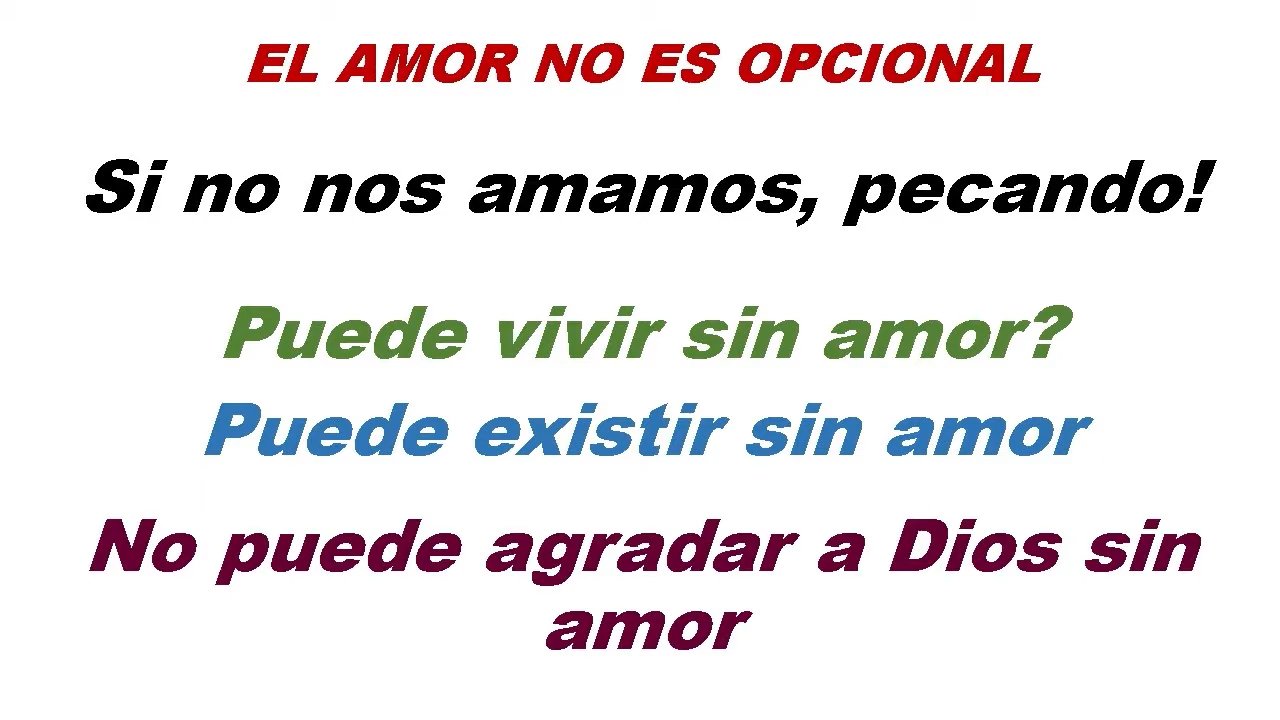 EL AMOR NO ES OPCIONAL
Si no nos amamos, pecando!
Puede vivir sin amor?
Puede existir sin amor
No puede agradar a Dios sin
amor